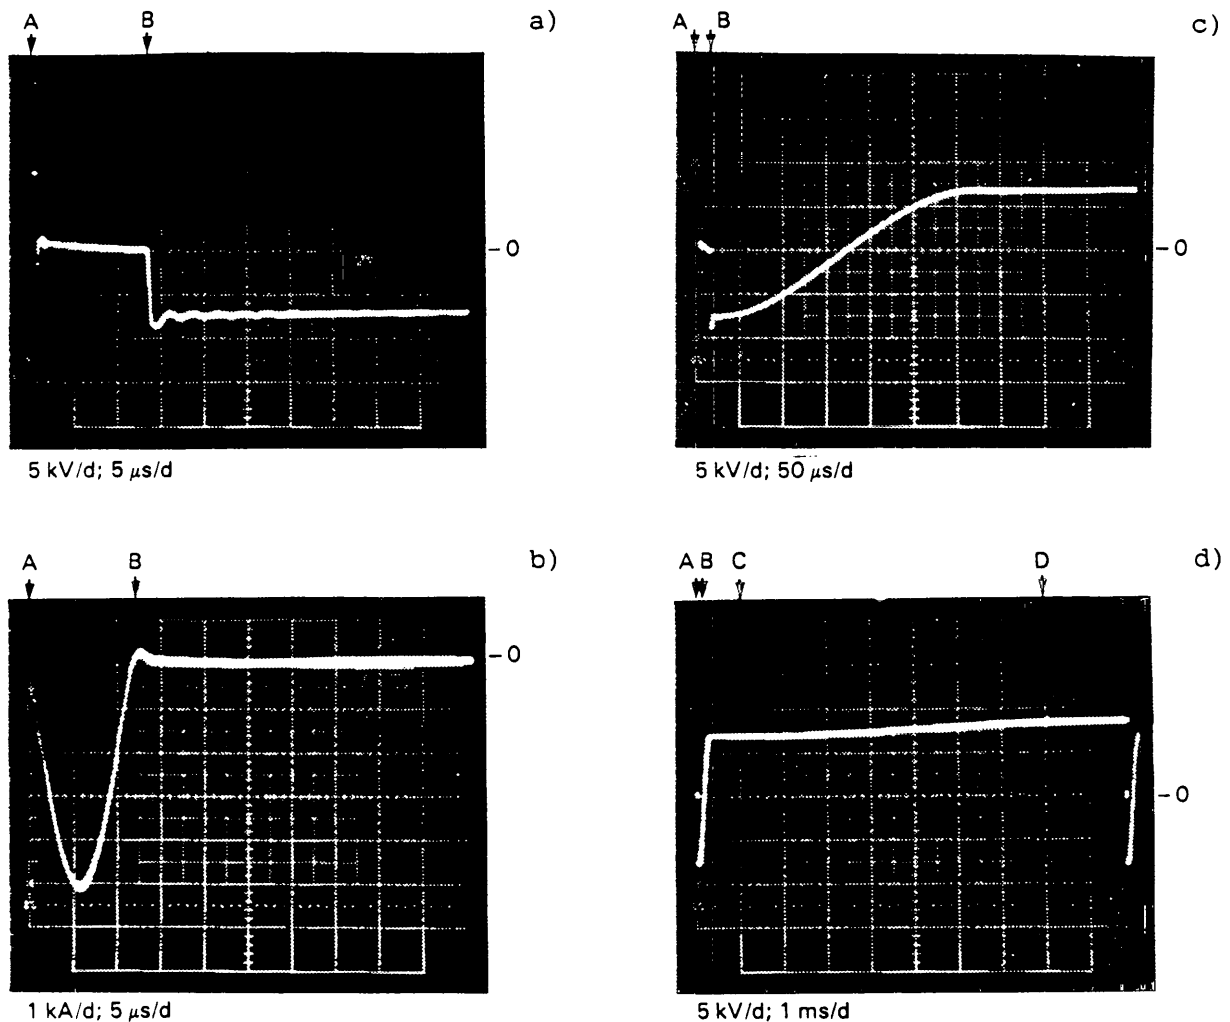 A B a)
-0
5 kV/d; 5 μs/d
A B c)
-0
5 kV/d; 50 μs/d
A B b)
-0
1 kA/d; 5 μs/d
A B C D d)
-0
5 kV/d; 1 ms/d